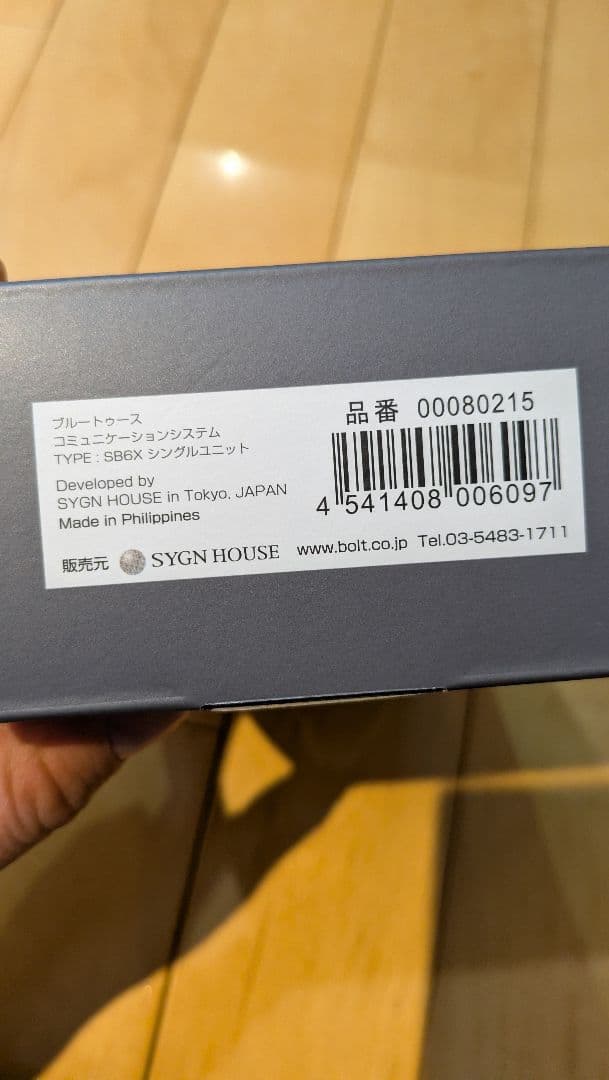 ブルートゥース
コミュニケーションシステム
TYPE : SB6X シングルユニット
Developed by
SYGN HOUSE in Tokyo. JAPAN
Made in Philippines
品番 00080215
4 541408 006097
販売元 SYGN HOUSE www.bolt.co.jp Tel.03-5483-1711